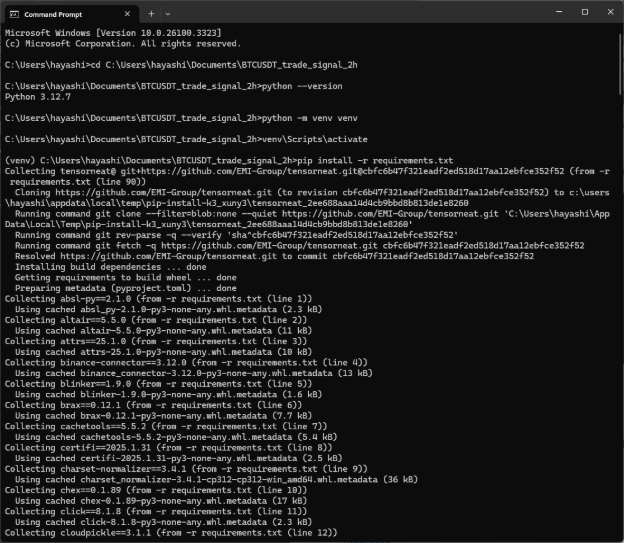 Command Prompt
Microsoft Windows [Version 10.0.26100.3323]
(c) Microsoft Corporation. All rights reserved.
C:\Users\hayashi>cd C:\Users\hayashi\Documents\BTCUSDT_trade_signal_2h
C:\Users\hayashi\Documents\BTCUSDT_trade_signal_2h>python --version
Python 3.12.7
C:\Users\hayashi\Documents\BTCUSDT_trade_signal_2h>python -m venv venv
C:\Users\hayashi\Documents\BTCUSDT_trade_signal_2h>venv\Scripts\activate
(venv) C:\Users\hayashi\Documents\BTCUSDT_trade_signal_2h>pip install -r requirements.txt
Collecting tensorneat@ git+https://github.com/EMI-Group/tensorneat.git@cbfc6b47f321eadf2ed518d17aa12ebfce352f52 (from -r
requirements.txt (line 90))
Cloning https://github.com/EMI-Group/tensorneat.git (to revision cbfc6b47f321eadf2ed518d17aa12ebfce352f52) to c:\users
\hayashi\appdata\local\temp\pip-install-k3_xuny3\tensorneat_2ee688aaa14d4cb9bbd8b813de1e8260
Running command git clone --filter=blob:none --quiet https://github.com/EMI-Group/tensorneat.git 'C:\Users\hayashi\App
Data\Local\Temp\pip-install-k3_xuny3\tensorneat_2ee688aaa14d4cb9bbd8b813de1e8260'
Running command git rev-parse -q --verify 'sha^cbfc6b47f321eadf2ed518d17aa12ebfce352f52'
Running command git fetch -q https://github.com/EMI-Group/tensorneat.git cbfc6b47f321eadf2ed518d17aa12ebfce352f52
Resolved https://github.com/EMI-Group/tensorneat.git to commit cbfc6b47f321eadf2ed518d17aa12ebfce352f52
Installing build dependencies ... done
Getting requirements to build wheel ... done
Preparing metadata (pyproject.toml) ... done
Collecting absl-py==2.1.0 (from -r requirements.txt (line 1))
Using cached absl_py-2.1.0-py3-none-any.whl.metadata (2.3 kB)
Collecting altair==5.5.0 (from -r requirements.txt (line 2))
Using cached altair-5.5.0-py3-none-any.whl.metadata (11 kB)
Collecting attrs==25.1.0 (from -r requirements.txt (line 3))
Using cached attrs-25.1.0-py3-none-any.whl.metadata (10 kB)
Collecting binance-connector==3.12.0 (from -r requirements.txt (line 4))
Using cached binance_connector-3.12.0-py3-none-any.whl.metadata (13 kB)
Collecting blinker==1.9.0 (from -r requirements.txt (line 5))
Using cached blinker-1.9.0-py3-none-any.whl.metadata (1.6 kB)
Collecting brax==0.12.1 (from -r requirements.txt (line 6))
Using cached brax-0.12.1-py3-none-any.whl.metadata (7.7 kB)
Collecting cachetools==5.5.2 (from -r requirements.txt (line 7))
Using cached cachetools-5.5.2-py3-none-any.whl.metadata (5.4 kB)
Collecting certifi==2025.1.31 (from -r requirements.txt (line 8))
Using cached certifi-2025.1.31-py3-none-any.whl.metadata (2.5 kB)
Collecting charset-normalizer==3.4.1 (from -r requirements.txt (line 9))
Using cached charset_normalizer-3.4.1-cp312-cp312-win_amd64.whl.metadata (36 kB)
Collecting chex==0.1.89 (from -r requirements.txt (line 10))
Using cached chex-0.1.89-py3-none-any.whl.metadata (17 kB)
Collecting click==8.1.8 (from -r requirements.txt (line 11))
Using cached click-8.1.8-py3-none-any.whl.metadata (2.3 kB)
Collecting cloudpickle==3.1.1 (from -r requirements.txt (line 12))